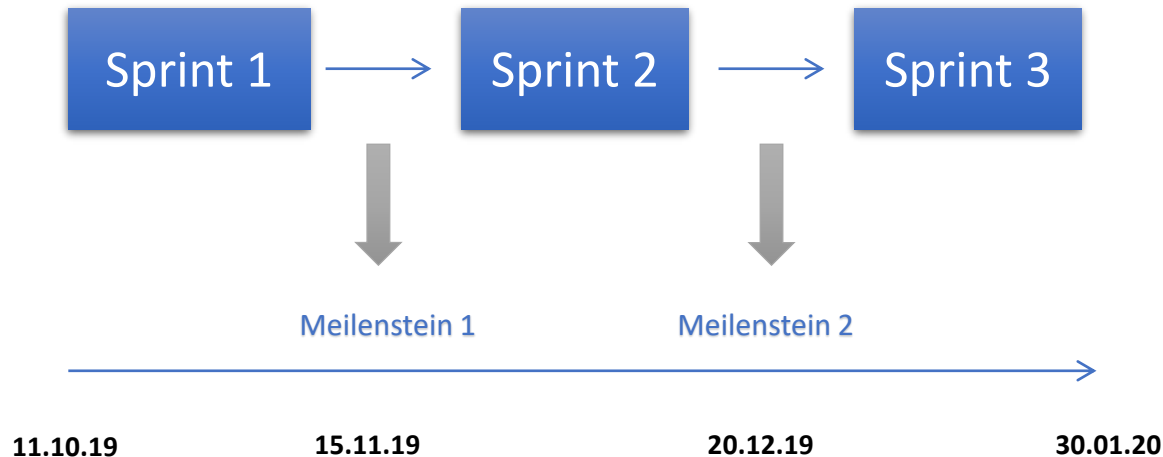 Sprint 1
Sprint 2
Sprint 3
Meilenstein 1
Meilenstein 2
11.10.19
15.11.19
20.12.19
30.01.20